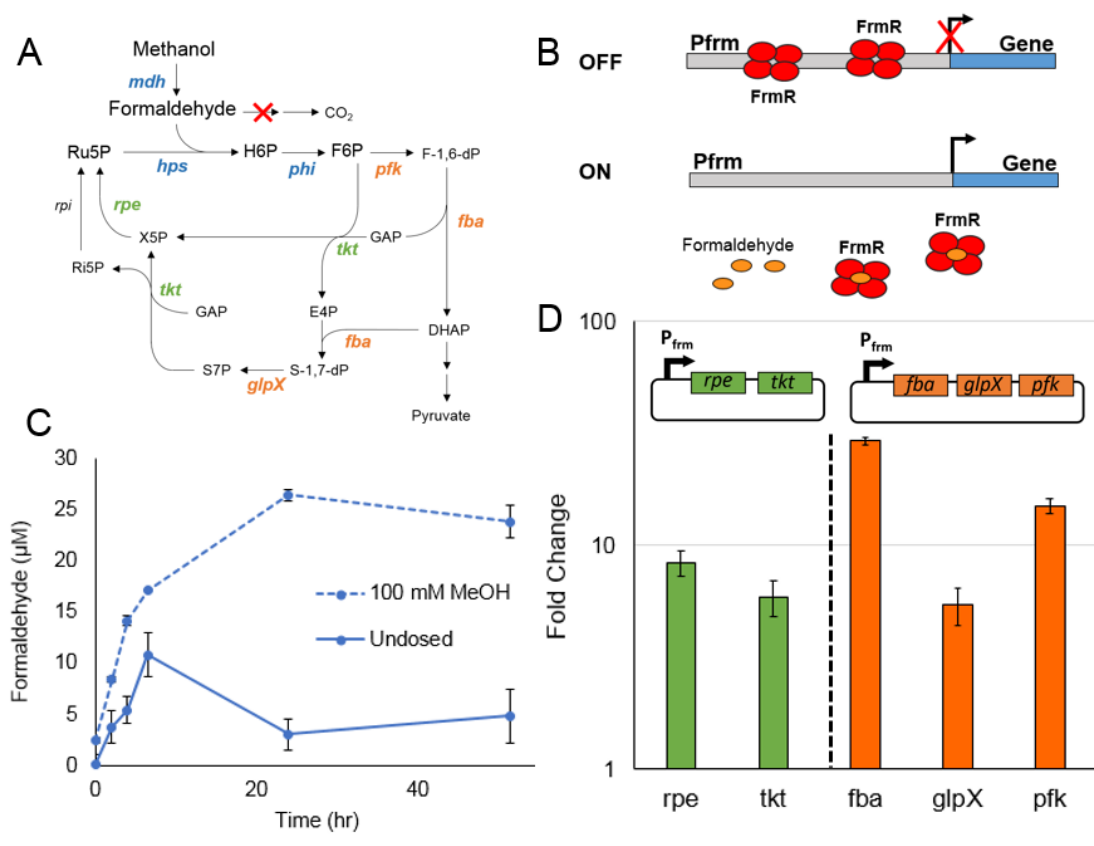 A
Methanol
mdh
Formaldehyde
CO2
Ru5P
hps
H6P
phi
F6P
pfk
F-1,6-dP
rpi
rpe
fba
X5P
tkt
GAP
Ri5P
tkt
GAP
E4P
fba
DHAP
S7P
glpX
S-1,7-dP
Pyruvate
B
OFF
Pfrm
FrmR
FrmR
Gene
ON
Pfrm
Gene
Formaldehyde
FrmR
FrmR
C
Formaldehyde (µM)
30
25
20
15
10
5
0
100 mM MeOH
Undosed
0
20
40
Time (hr)
D
Fold Change
100
10
1
Pfrm
rpe
tkt
Pfrm
fba
glpX
pfk
rpe
tkt
fba
glpX
pfk